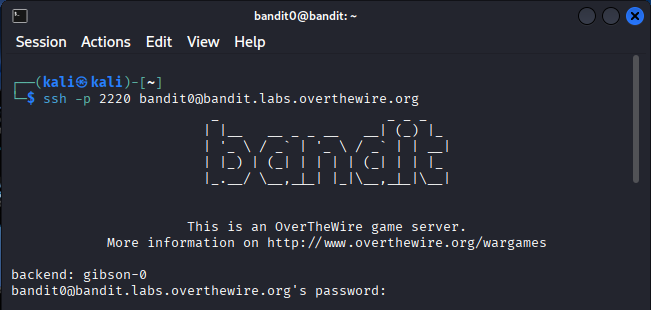 bandit0@bandit: ~
Session Actions Edit View Help
┌──(kali㉿kali)-[~]
└─$ ssh -p 2220 bandit0@bandit.labs.overthewire.org
bandit
This is an OverTheWire game server.
More information on http://www.overthewire.org/wargames
backend: gibson-0
bandit0@bandit.labs.overthewire.org's password: